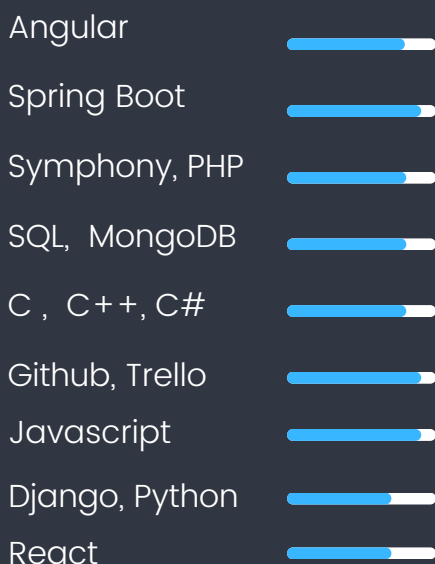 Angular
Spring Boot
Symphony, PHP
SQL,  MongoDB
C ,  C++, C#
Github, Trello
Javascript
Django, Python
React